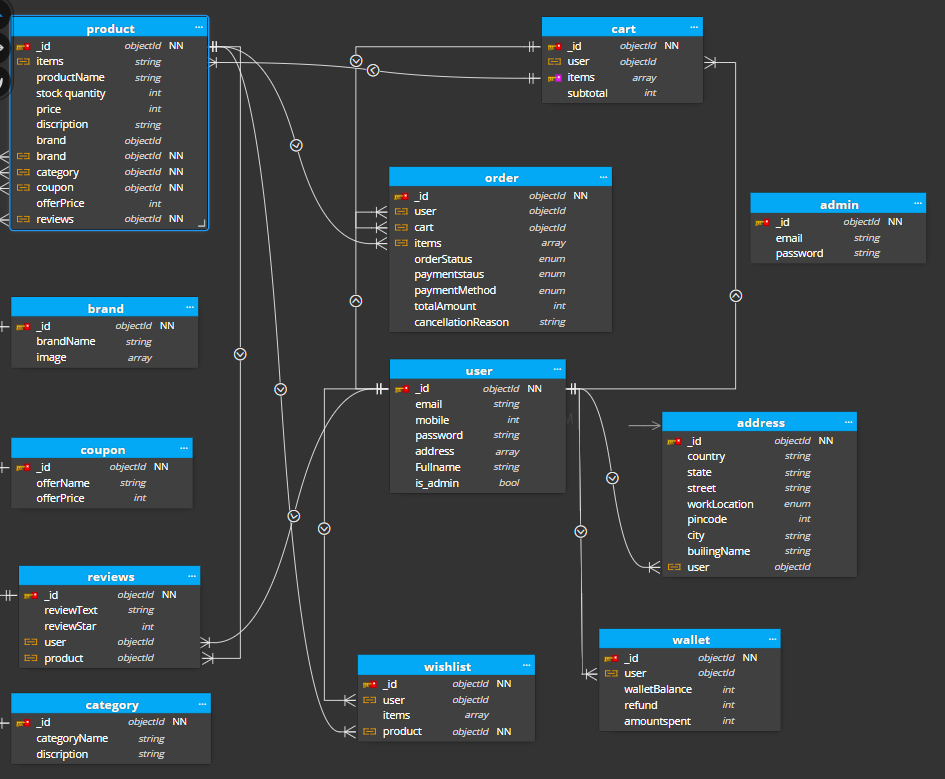 product ...
_id objectId NN
items string
productName string
stock quantity int
price int
discription string
brand objectId
brand objectId NN
category objectId NN
coupon objectId NN
offerPrice int
reviews objectId NN
cart ...
_id objectId NN
user objectId
items array
subtotal int
order ...
_id objectId NN
user objectId
cart objectId
items array
orderStatus enum
paymentstaus enum
paymentMethod enum
totalAmount int
cancellationReason string
admin ...
_id objectId NN
email string
password string
brand ...
_id objectId NN
brandName string
image array
user ...
_id objectId NN
email string
mobile int
password string
address array
Fullname string
is_admin bool
address ...
_id objectId NN
country string
state string
street string
workLocation enum
pincode int
city string
builingName string
user objectId
coupon ...
_id objectId NN
offerName string
offerPrice int
reviews ...
_id objectId NN
reviewText string
reviewStar int
user objectId
product objectId
wishlist ...
_id objectId NN
user objectId
items array
product objectId NN
wallet ...
_id objectId NN
user objectId
walletBalance int
refund int
amountspent int
category ...
_id objectId NN
categoryName string
discription string